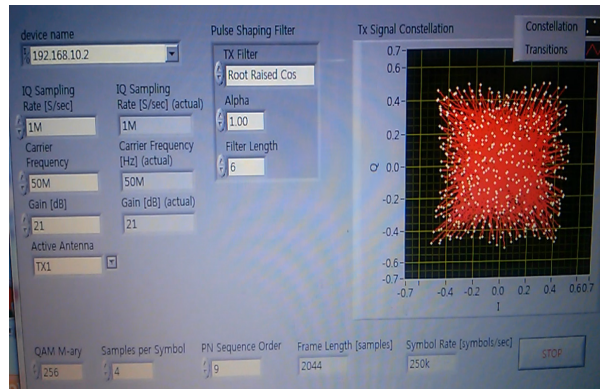 device name
192.168.10.2
IQ Sampling Rate [S/sec]
1M
IQ Sampling Rate [S/sec] (actual)
1M
Carrier Frequency
50M
Carrier Frequency [Hz] (actual)
50M
Gain [dB]
21
Gain [dB] (actual)
21
Active Antenna
TX1
Pulse Shaping Filter
TX Filter
Root Raised Cos
Alpha
1.00
Filter Length
6
Tx Signal Constellation
Constellation
Transitions
0.7
0.6
0.4
0.2
0.0
-0.2
-0.4
-0.6
-0.7
Q
-0.7 -0.4 -0.2 0.0 0.2 0.4 0.60.7
I
QAM M-ary
256
Samples per Symbol
4
PN Sequence Order
9
Frame Length [samples]
2044
Symbol Rate [symbols/sec]
250k
STOP